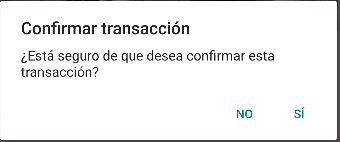 Confirmar transacción
¿Está seguro de que desea confirmar esta
transacción?
NO
SÍ